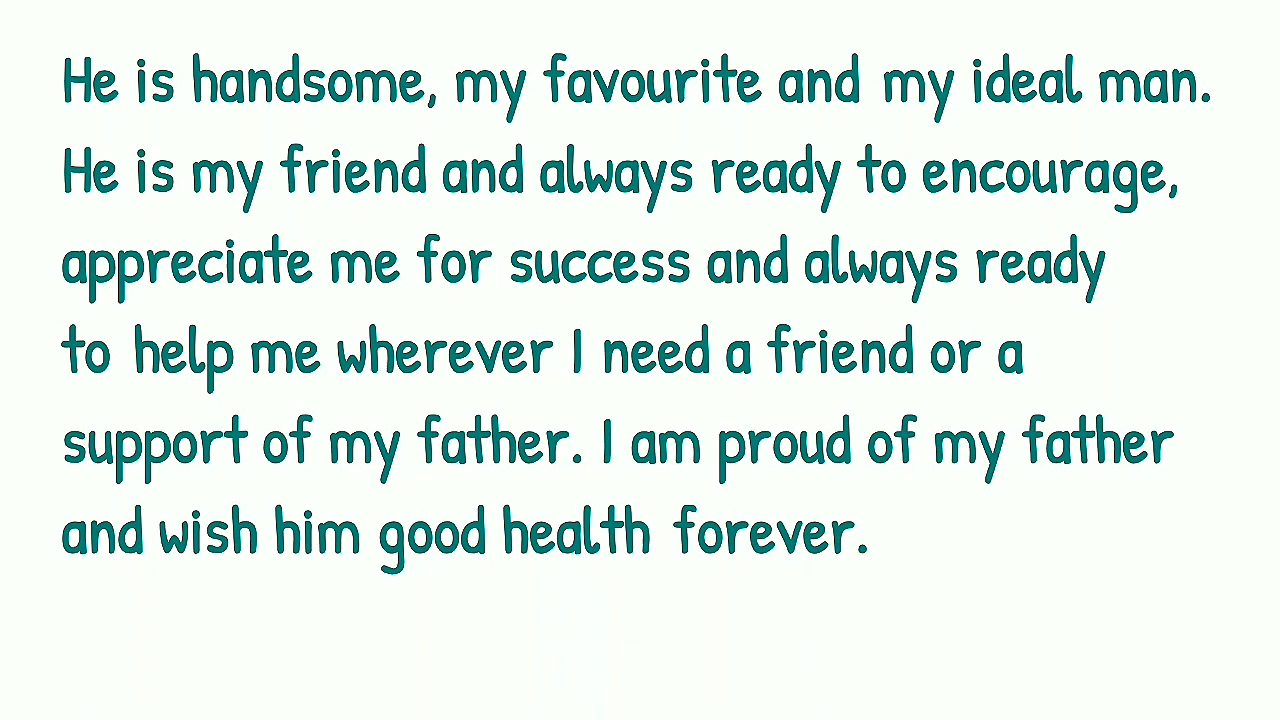 He is handsome, my favourite and my ideal man.
He is my friend and always ready to encourage,
appreciate me for success and always ready
to help me wherever I need a friend or a
support of my father. I am proud of my father
and wish him good health forever.